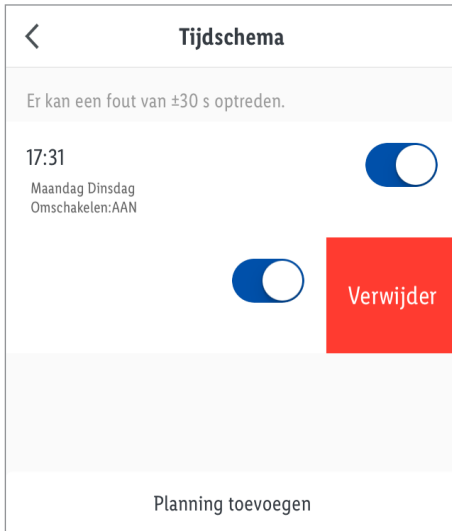 Tijdschema
Er kan een fout van ±30 s optreden.
17:31
Maandag Dinsdag
Omschakelen:AAN
Verwijder
Planning toevoegen